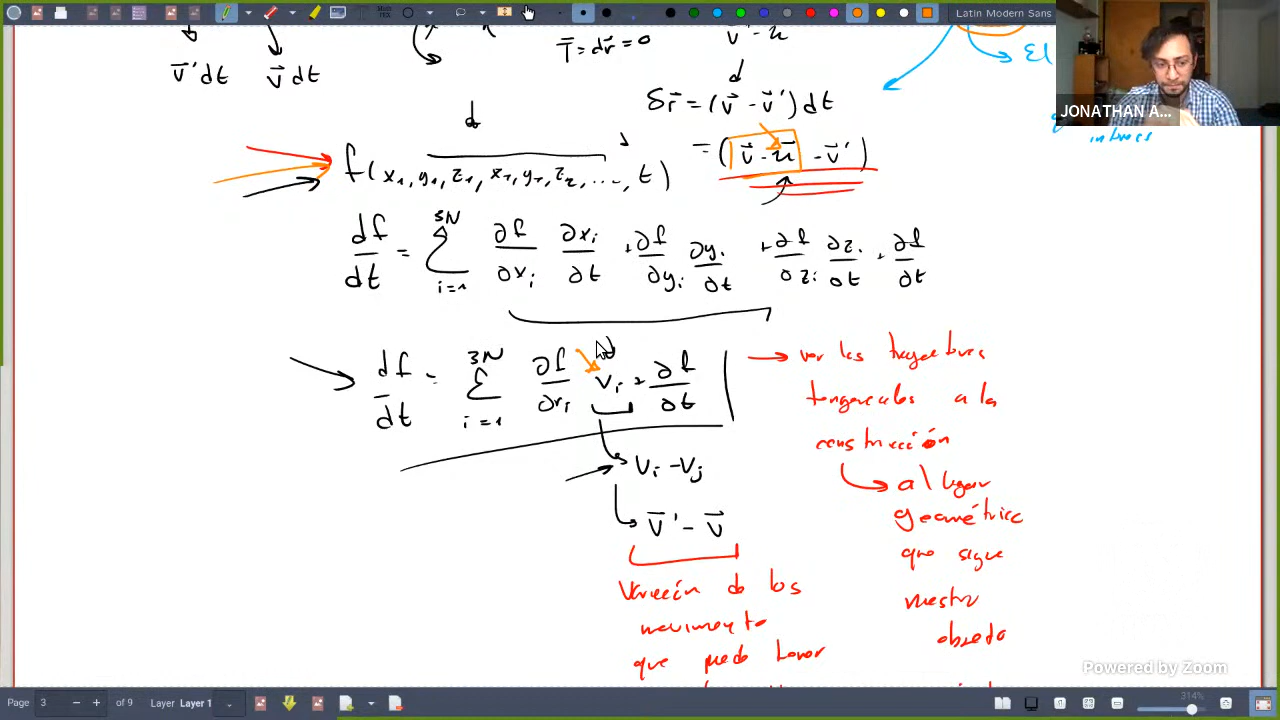 Latin Modern Sans
v̄'dt v̄dt
T̄ = dr̄ = 0
El
JONATHAN A...
δr⃗ = (v⃗ - v⃗')dt
= (v⃗ - u⃗ - v⃗')
f(x₁, y₁, z₁, x₂, y₂, z₂, ..., t)
df/dt = Σ_{i=1}^{3N} ∂f/∂xᵢ ∂xᵢ/∂t + ∂f/∂yᵢ ∂yᵢ/∂t + ∂f/∂zᵢ ∂zᵢ/∂t + ∂f/∂t
df/dt = Σ_{i=1}^{3N} ∂f/∂rᵢ vᵢ + ∂f/∂t
vᵢ - vⱼ
v̄' - v̄
de los
movimiento
que puede tener
ver las trayectorias
tangenciales a la
construcción
al lugar
geométrico
que sigue
nuestro
Powered by Zoom
Page 3 of 9 Layer Layer 1
314%